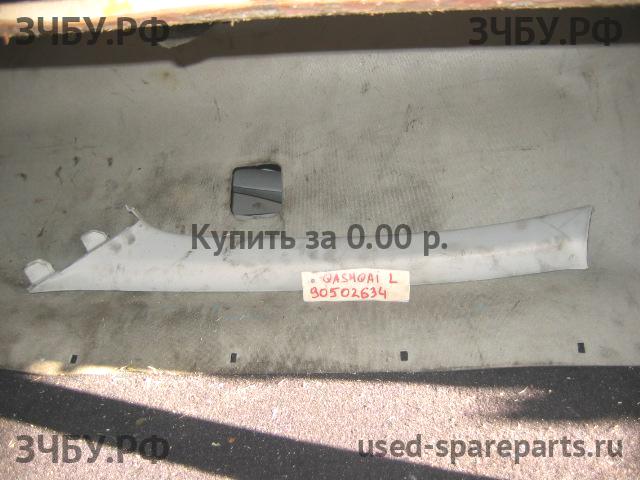 ЗЧБУ.РФ
ЗЧБУ.РФ
Купить за 0.00 р.
QASHQAI L
90502634
ЗЧБУ.РФ
used-spareparts.ru